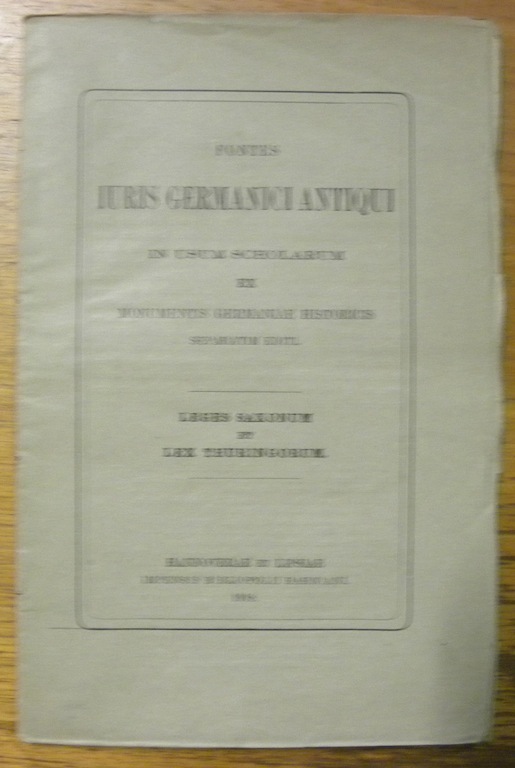 FONTES
IURIS GERMANICI ANTIQUI
IN USUM SCHOLARUM
EX
MONUMENTIS GERMANIAE HISTORICIS
SEPARATIM EDITI.
LEGES SAXONUM
ET
LEX THURINGORUM.
HANNOVERAE ET LIPSIAE
IMPENSIS BIBLIOPOLII HAHNIANI.